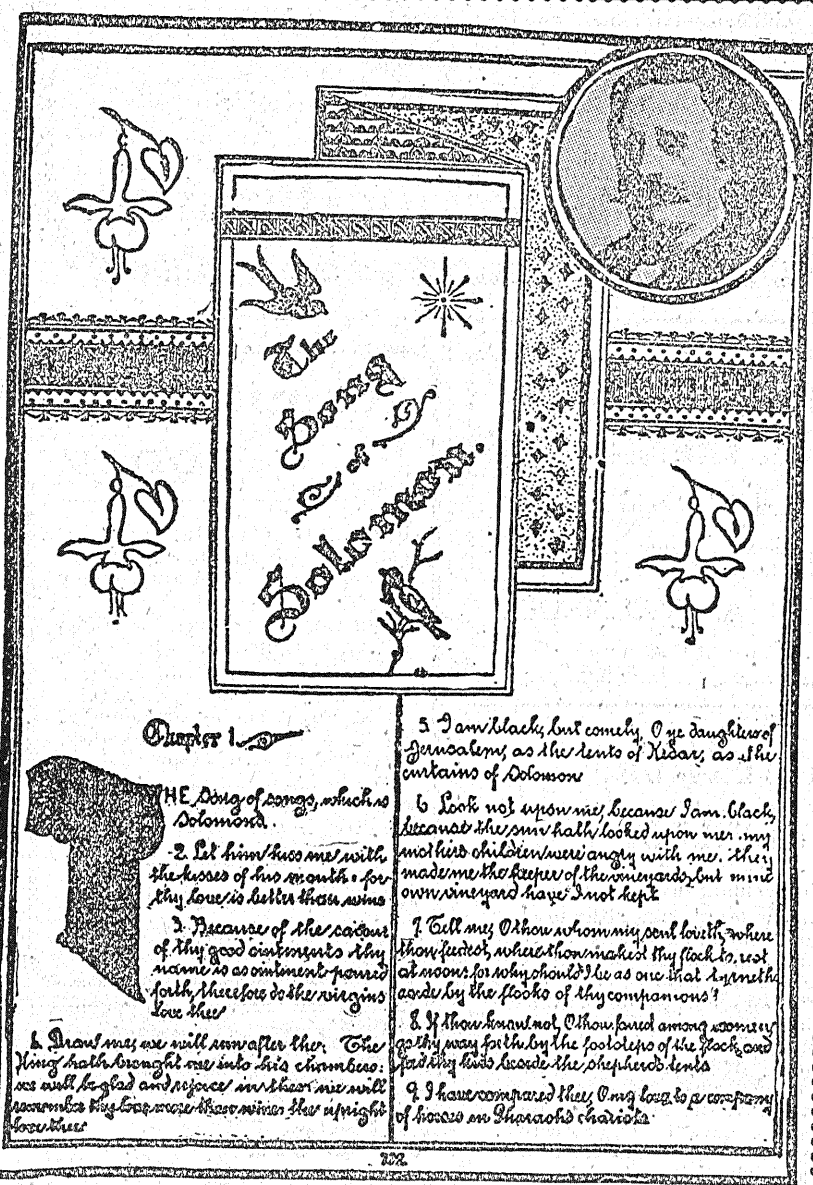 The
Song
of
Solomon.
Chapter 1.
THE Song of songs, which is
Solomons.
2. Let him kiss me with
the kisses of his mouth: for
thy love is better than wine
3. Because of the savour
of thy good ointments thy
name is as ointment poured
forth, therefore do the virgins
love thee
4. Draw me, we will run after thee. The
King hath brought me into his chambers:
we will be glad and rejoice in thee: we will
remember thy love more than wine: the upright
love thee
5. I am black, but comely, O ye daughters of
Jerusalem, as the tents of Kedar, as the
curtains of Solomon
6 Look not upon me, because I am black,
because the sun hath looked upon me: my
mothers children were angry with me. they
made me the keeper of the vineyards, but mine
own vineyard have I not kept
7. Tell me, O thou whom my soul loveth, where
thou feedest, where thou makest thy flock to rest
at noon: for why should I be as one that turneth
aside by the flocks of thy companions?
8. If thou know not, O thou fairest among women,
go thy way forth by the footsteps of the flock, and
feed thy kids beside the shepherds tents
9. I have compared thee, O my love, to a company
of horses in Pharaohs chariots.